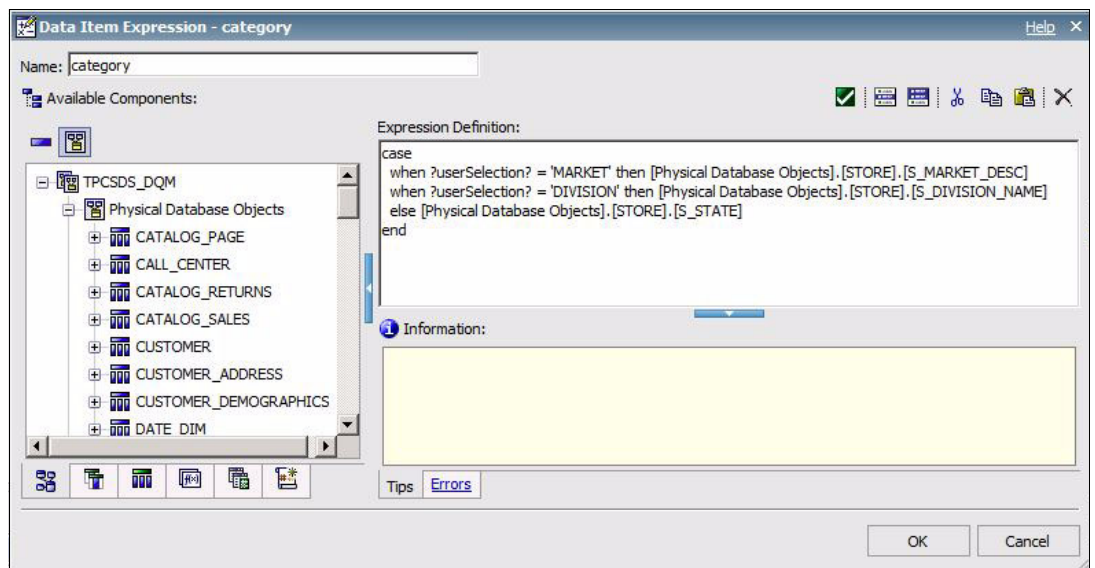 Data Item Expression - category
Help
Name: category
Available Components:
Expression Definition:
TPCSDS_DQM
Physical Database Objects
CATALOG_PAGE
CALL_CENTER
CATALOG_RETURNS
CATALOG_SALES
CUSTOMER
CUSTOMER_ADDRESS
CUSTOMER_DEMOGRAPHICS
DATE_DIM
case
when ?userSelection? = 'MARKET' then [Physical Database Objects].[STORE].[S_MARKET_DESC]
when ?userSelection? = 'DIVISION' then [Physical Database Objects].[STORE].[S_DIVISION_NAME]
else [Physical Database Objects].[STORE].[S_STATE]
end
Information:
Tips Errors
OK Cancel